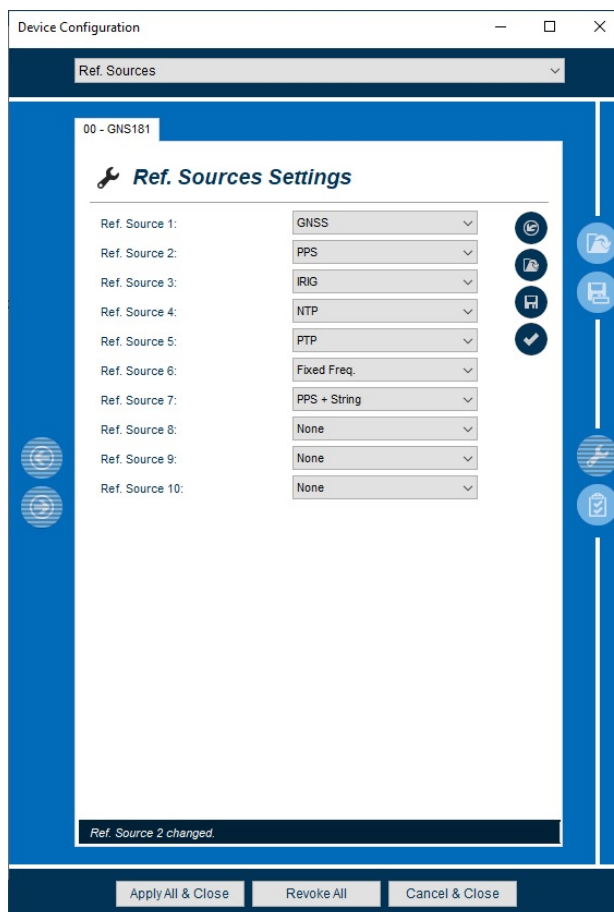 Device Configuration
Ref. Sources
00 - GNS181
Ref. Sources Settings
Ref. Source 1: GNSS
Ref. Source 2: PPS
Ref. Source 3: IRIG
Ref. Source 4: NTP
Ref. Source 5: PTP
Ref. Source 6: Fixed Freq.
Ref. Source 7: PPS + String
Ref. Source 8: None
Ref. Source 9: None
Ref. Source 10: None
Ref. Source 2 changed.
Apply All & Close Revoke All Cancel & Close